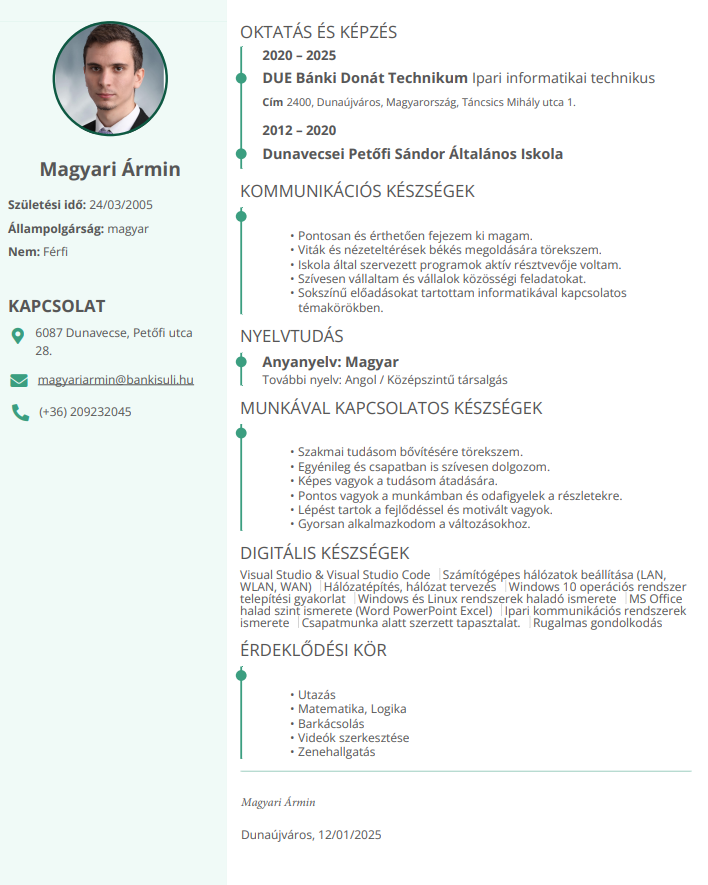 Magyari Ármin
Születési idő: 24/03/2005
Állampolgárság: magyar
Nem: Férfi
KAPCSOLAT
6087 Dunavecse, Petőfi utca
28.
magyariarmin@bankisuli.hu
(+36) 209232045
OKTATÁS ÉS KÉPZÉS
2020 – 2025
DUE Bánki Donát Technikum Ipari informatikai technikus
Cím 2400, Dunaújváros, Magyarország, Táncsics Mihály utca 1.
2012 – 2020
Dunavecsei Petőfi Sándor Általános Iskola
KOMMUNIKÁCIÓS KÉSZSÉGEK
• Pontosan és érthetően fejezem ki magam.
• Viták és nézeteltérések békés megoldására törekszem.
• Iskola által szervezett programok aktív résztvevője voltam.
• Szívesen vállaltam és vállalok közösségi feladatokat.
• Sokszínű előadásokat tartottam informatikával kapcsolatos
témakörökben.
NYELVTUDÁS
Anyanyelv: Magyar
További nyelv: Angol / Középszintű társalgás
MUNKÁVAL KAPCSOLATOS KÉSZSÉGEK
• Szakmai tudásom bővítésére törekszem.
• Egyénileg és csapatban is szívesen dolgozom.
• Képes vagyok a tudásom átadására.
• Pontos vagyok a munkámban és odafigyelek a részletekre.
• Lépést tartok a fejlődéssel és motivált vagyok.
• Gyorsan alkalmazkodom a változásokhoz.
DIGITÁLIS KÉSZSÉGEK
Visual Studio & Visual Studio Code | Számítógépes hálózatok beállítása (LAN,
WLAN, WAN) | Hálózatépítés, hálózat tervezés | Windows 10 operációs rendszer
telepítési gyakorlat | Windows és Linux rendszerek haladó ismerete | MS Office
halad szint ismerete (Word PowerPoint Excel) | Ipari kommunikációs rendszerek
ismerete | Csapatmunka alatt szerzett tapasztalat. | Rugalmas gondolkodás
ÉRDEKLŐDÉSI KÖR
• Utazás
• Matematika, Logika
• Barkácsolás
• Videók szerkesztése
• Zenehallgatás
Magyari Ármin
Dunaújváros, 12/01/2025